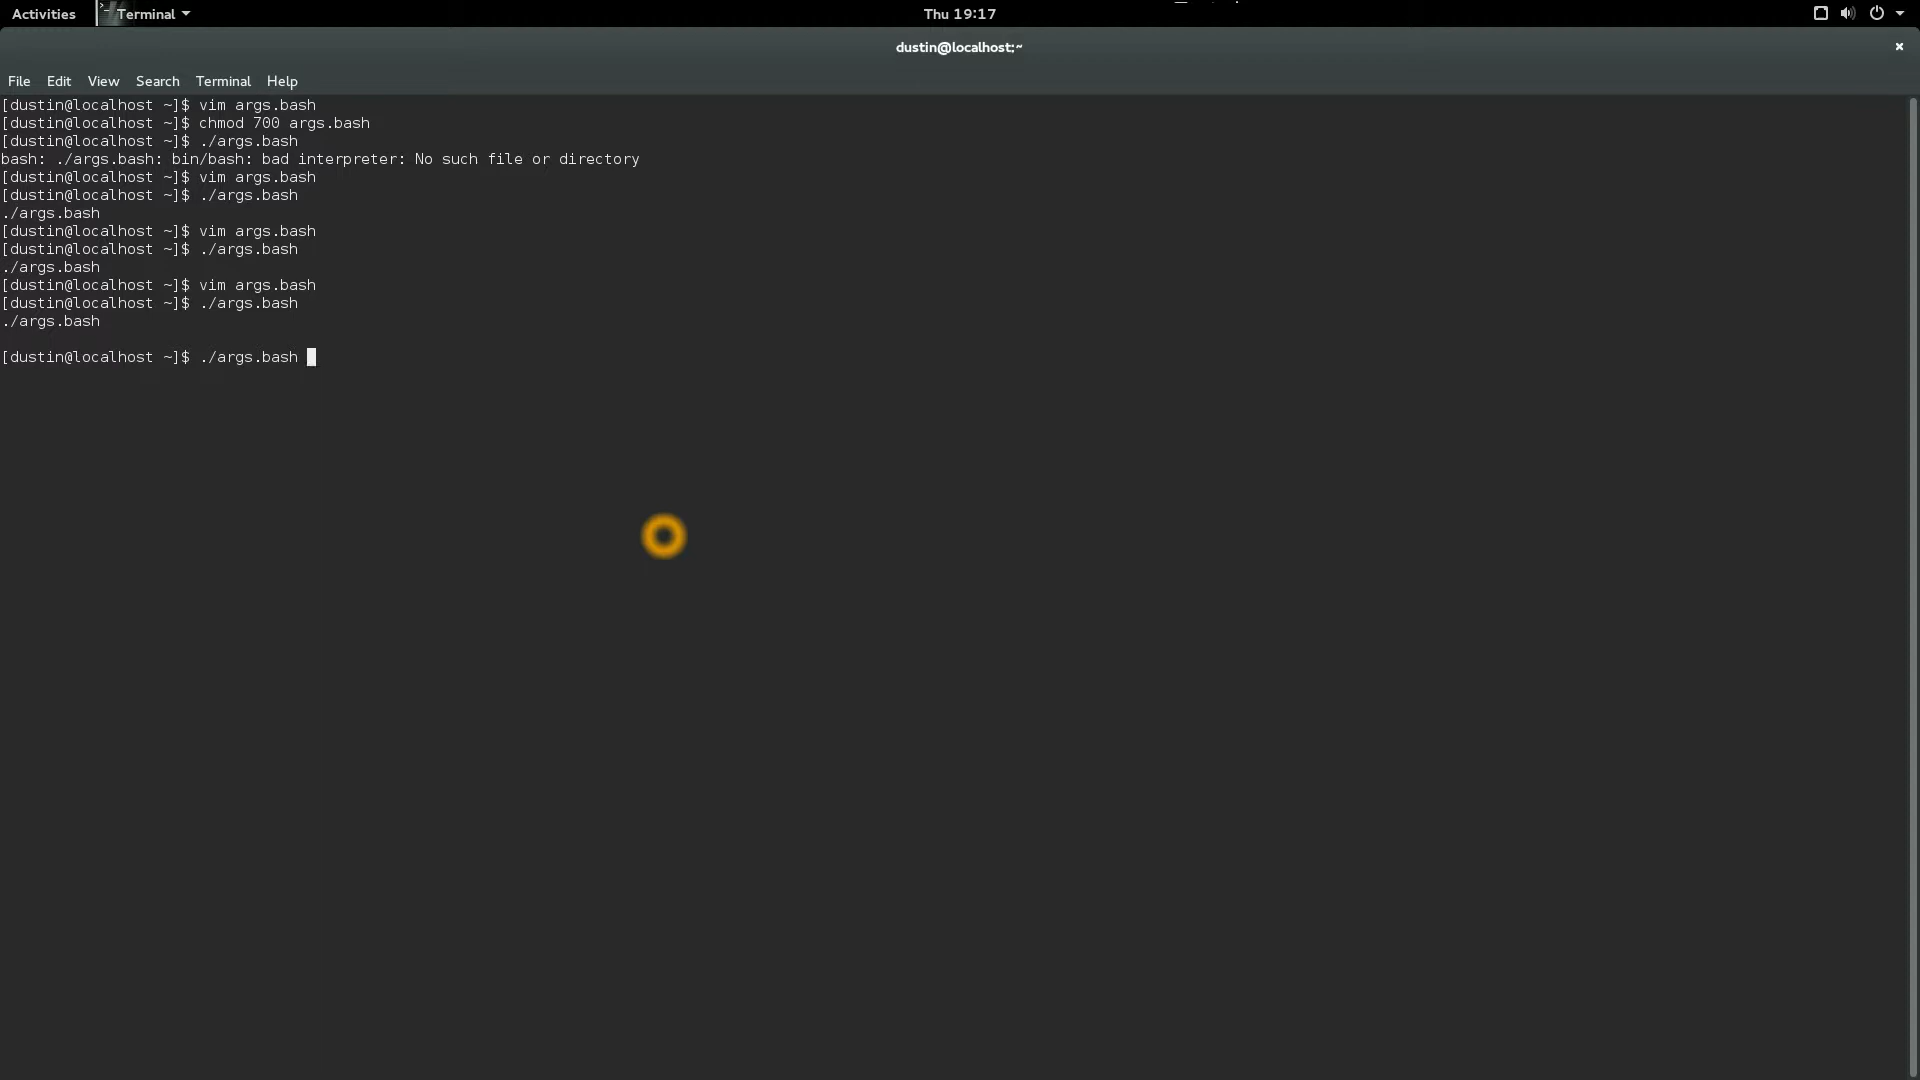 Activities Terminal Thu 19:17
dustin@localhost:~
File Edit View Search Terminal Help
[dustin@localhost ~]$ vim args.bash
[dustin@localhost ~]$ chmod 700 args.bash
[dustin@localhost ~]$ ./args.bash
bash: ./args.bash: bin/bash: bad interpreter: No such file or directory
[dustin@localhost ~]$ vim args.bash
[dustin@localhost ~]$ ./args.bash
./args.bash
[dustin@localhost ~]$ vim args.bash
[dustin@localhost ~]$ ./args.bash
./args.bash
[dustin@localhost ~]$ vim args.bash
[dustin@localhost ~]$ ./args.bash
./args.bash
[dustin@localhost ~]$ ./args.bash